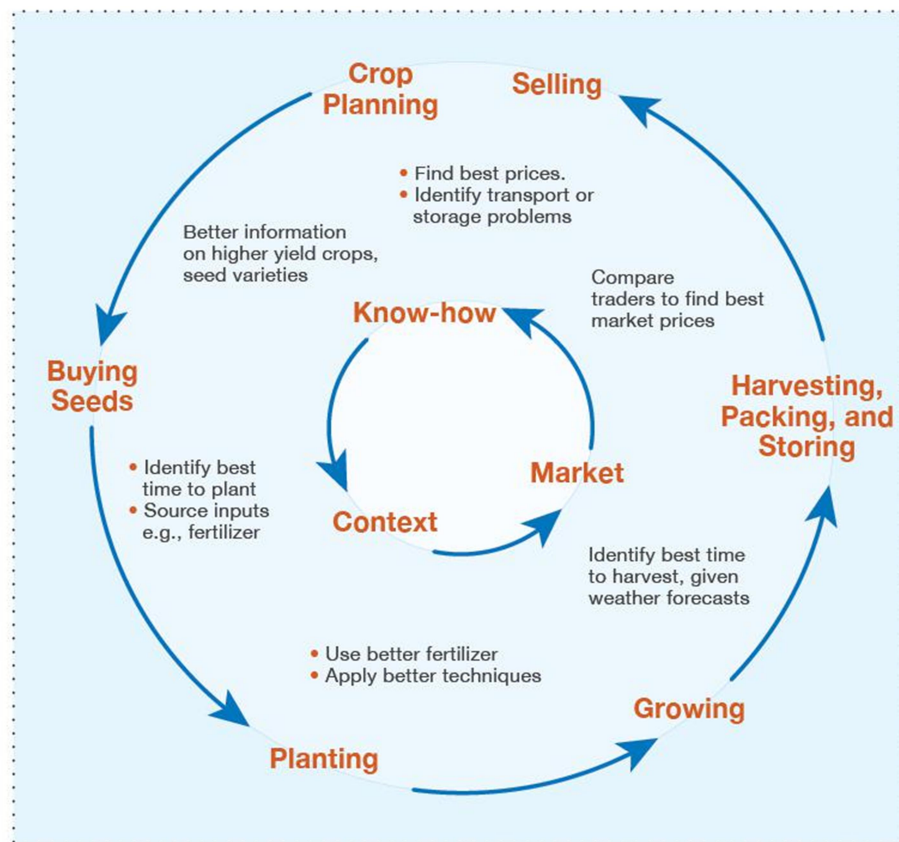 Crop
Planning
Selling
• Find best prices.
• Identify transport or
storage problems
Better information
on higher yield crops,
seed varieties
Compare
traders to find best
market prices
Know-how
Buying
Seeds
Harvesting,
Packing, and
Storing
• Identify best
time to plant
• Source inputs
e.g., fertilizer
Market
Context
Identify best time
to harvest, given
weather forecasts
• Use better fertilizer
• Apply better techniques
Growing
Planting